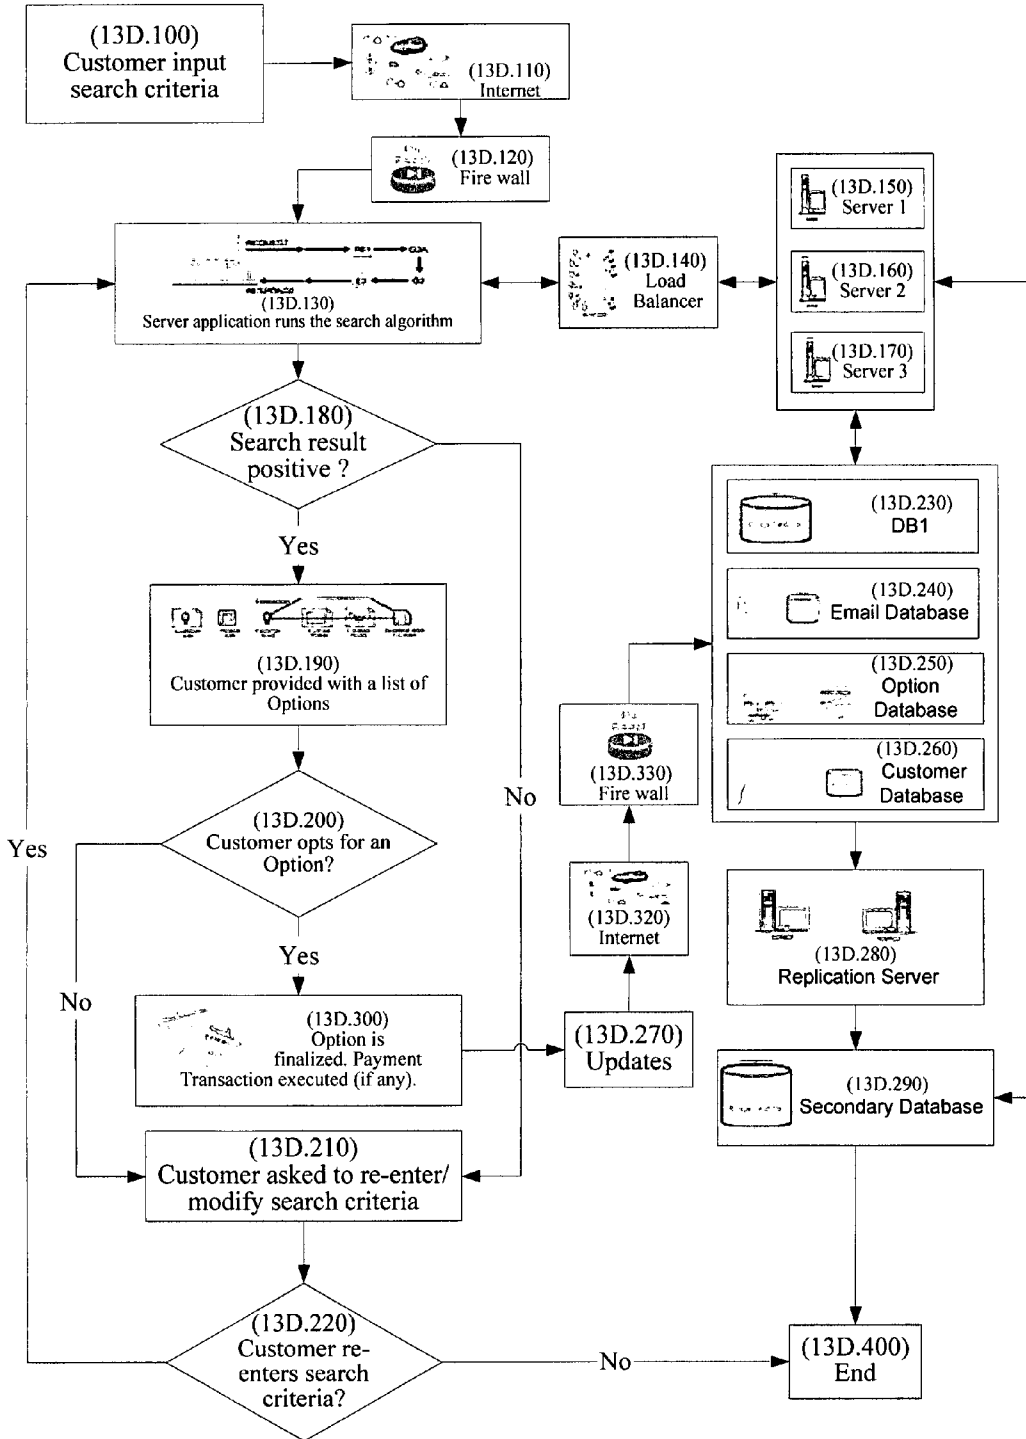 (13D.100)
Customer input
search criteria
(13D.110)
Internet
(13D.120)
Fire wall
(13D.130)
Server application runs the search algorithm
(13D.140)
Load
Balancer
(13D.150)
Server 1
(13D.160)
Server 2
(13D.170)
Server 3
(13D.180)
Search result
positive ?
Yes
No
(13D.190)
Customer provided with a list of
Options
(13D.200)
Customer opts for an
Option?
Yes
No
Yes
(13D.230)
DB1
(13D.240)
Email Database
(13D.250)
Option
Database
(13D.260)
Customer
Database
(13D.330)
Fire wall
(13D.320)
Internet
(13D.270)
Updates
(13D.280)
Replication Server
(13D.290)
Secondary Database
(13D.300)
Option is
finalized. Payment
Transaction executed (if any).
(13D.210)
Customer asked to re-enter/
modify search criteria
(13D.220)
Customer re-
enters search
criteria?
No
(13D.400)
End